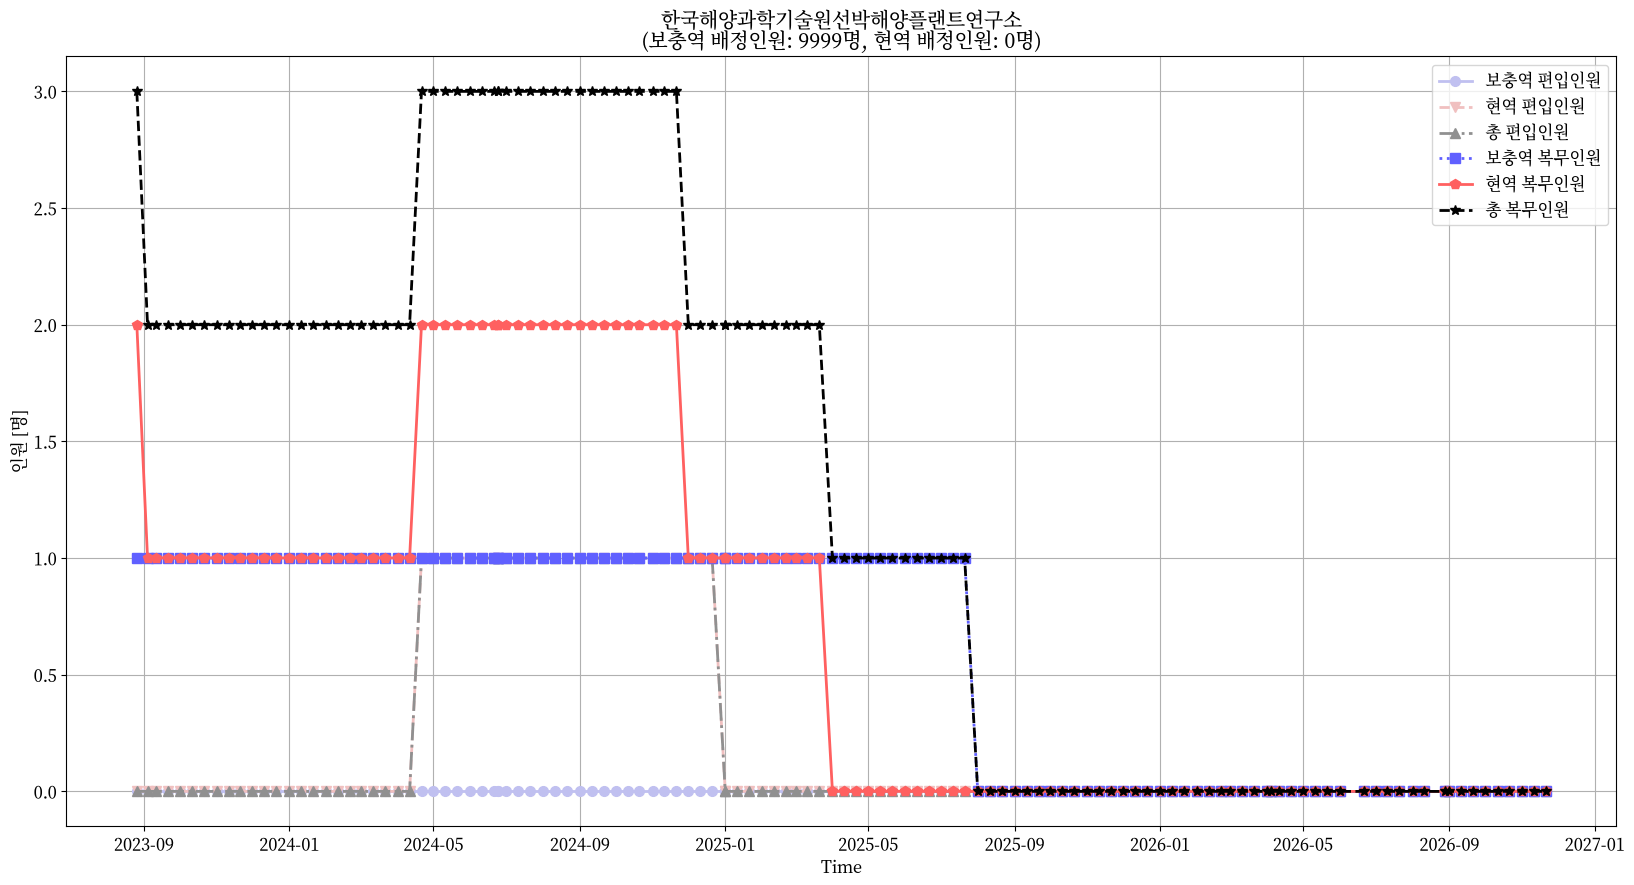 한국해양과학기술원선박해양플랜트연구소
(보충역 배정인원: 9999명, 현역 배정인원: 0명)
보충역 편입인원
현역 편입인원
총 편입인원
보충역 복무인원
현역 복무인원
총 복무인원
인원 [명]
3.0
2.5
2.0
1.5
1.0
0.5
0.0
2023-09
2024-01
2024-05
2024-09
2025-01
2025-05
2025-09
2026-01
2026-05
2026-09
2027-01
Time